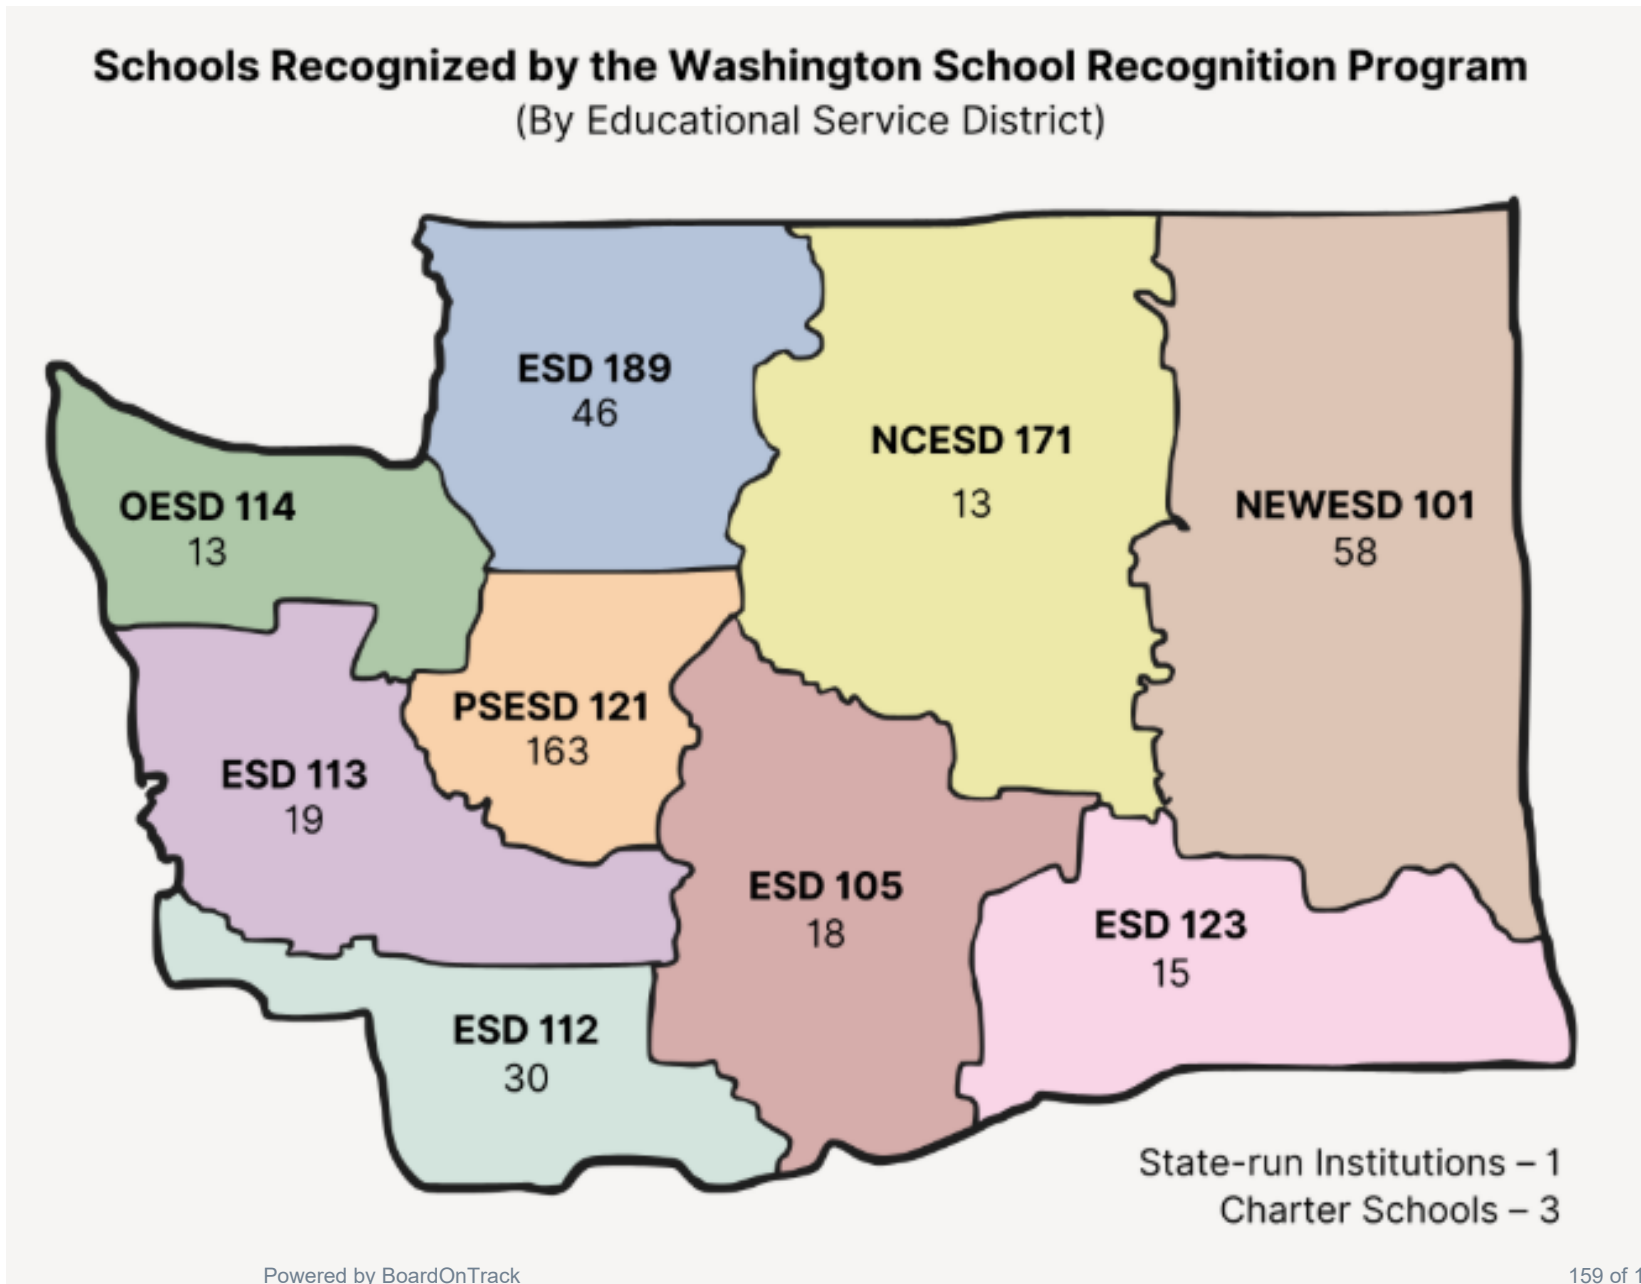 Schools Recognized by the Washington School Recognition Program
(By Educational Service District)
ESD 189
46
NCESD 171
13
OESD 114
13
NEWESD 101
58
PSESD 121
163
ESD 113
19
ESD 105
18
ESD 123
15
ESD 112
30
State-run Institutions – 1
Charter Schools – 3
Powered by BoardOnTrack
159 of